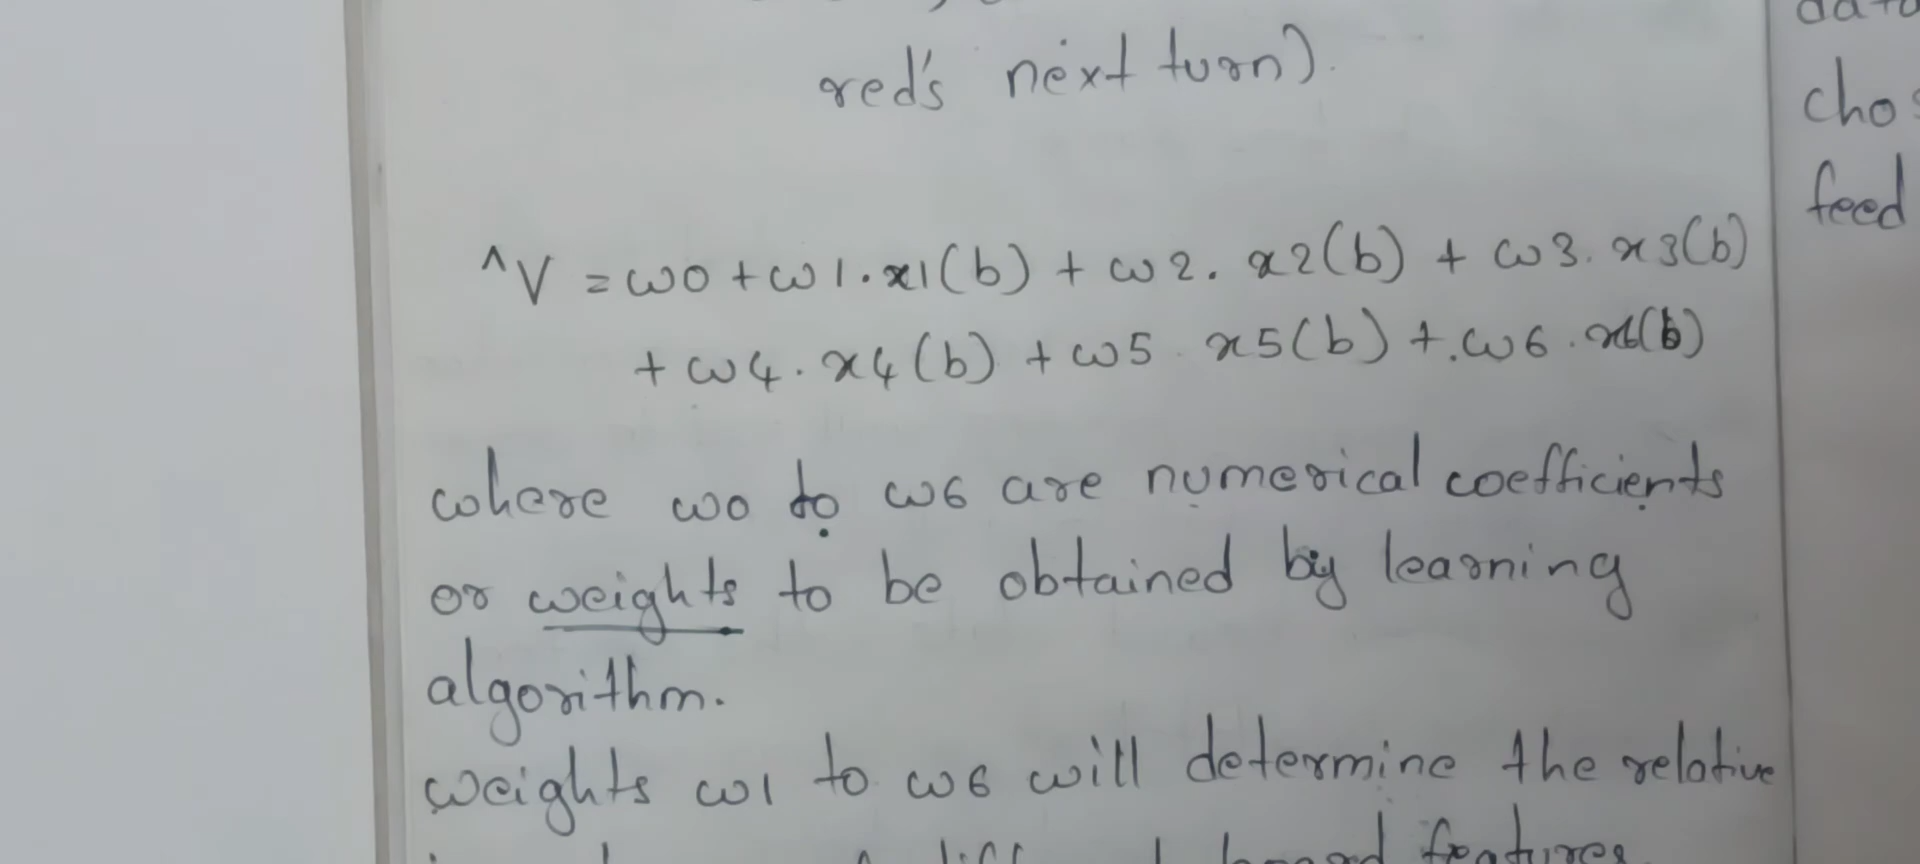 red's next turn).
^V = w0 + w1. x1(b) + w2. x2(b) + w3. x3(b)
+ w4. x4(b) + w5. x5(b) + w6. x6(b)
where w0 to w6 are numerical coefficients
or weights to be obtained by learning
algorithm.
weights w1 to w6 will determine the relative
board features
feed